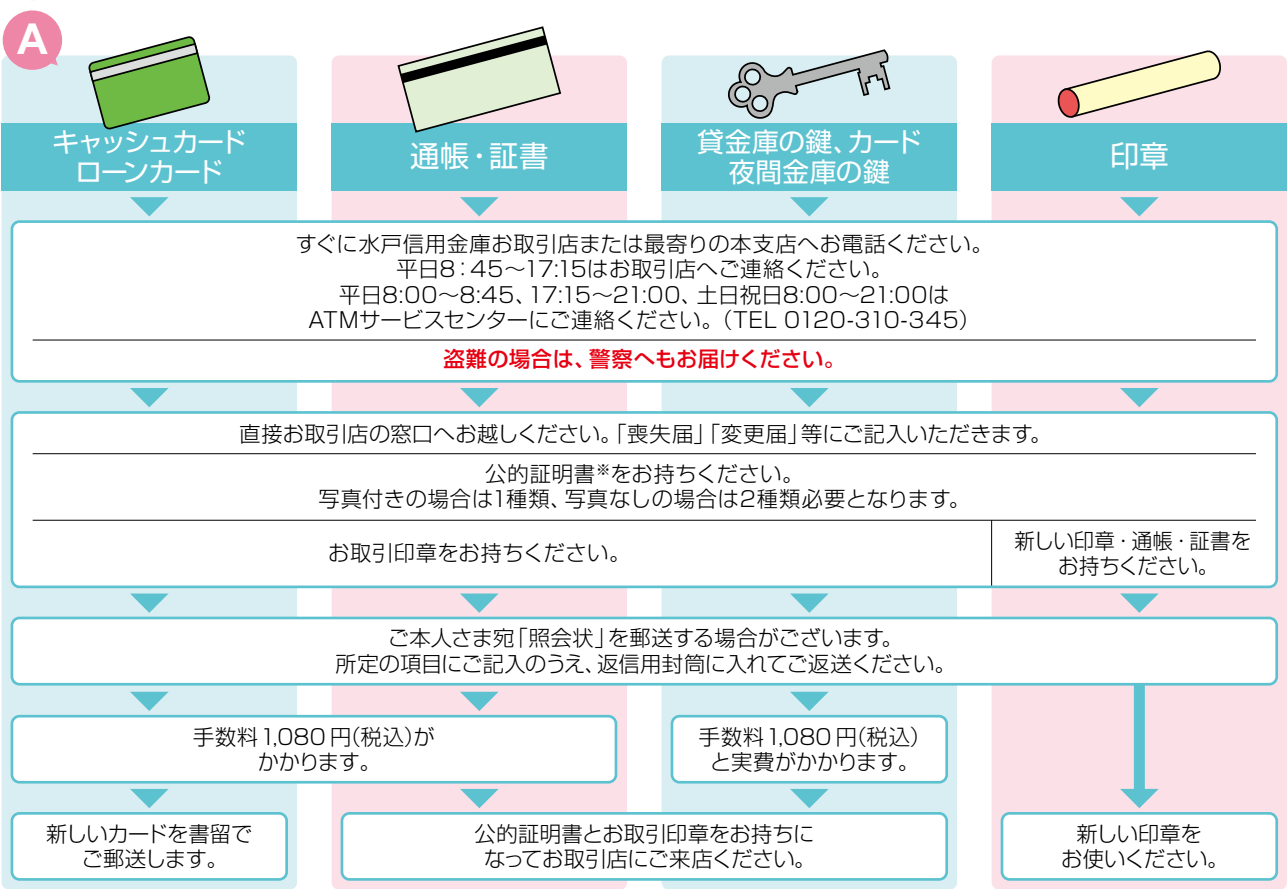 A
キャッシュカード
ローンカード
通帳・証書
貸金庫の鍵、カード
夜間金庫の鍵
印章
すぐに水戸信用金庫お取引店または最寄りの本支店へお電話ください。
平日8：45～17:15はお取引店へご連絡ください。
平日8:00～8:45、17:15～21:00、土日祝日8:00～21:00は
ATMサービスセンターにご連絡ください。（TEL 0120-310-345）
盗難の場合は、警察へもお届けください。
直接お取引店の窓口へお越しください。「喪失届」「変更届」等にご記入いただきます。
公的証明書※をお持ちください。
写真付きの場合は1種類、写真なしの場合は2種類必要となります。
お取引印章をお持ちください。
新しい印章・通帳・証書を
お持ちください。
ご本人さま宛「照会状」を郵送する場合がございます。
所定の項目にご記入のうえ、返信用封筒に入れてご返送ください。
手数料1,080円(税込)が
かかります。
手数料1,080円(税込)
と実費がかかります。
新しいカードを書留で
ご郵送します。
公的証明書とお取引印章をお持ちに
なってお取引店にご来店ください。
新しい印章を
お使いください。